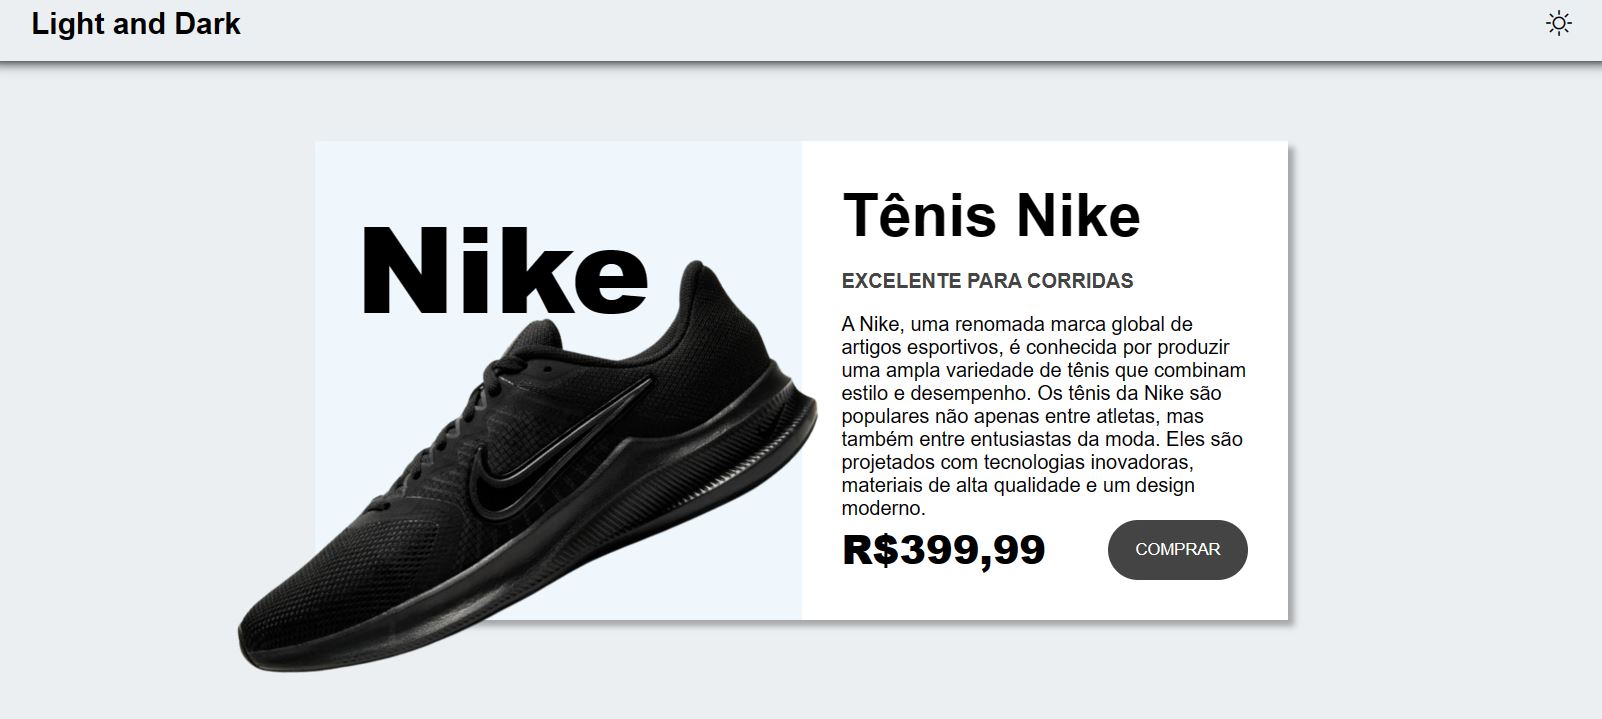 Light and Dark
Nike
Tênis Nike
EXCELENTE PARA CORRIDAS
A Nike, uma renomada marca global de
artigos esportivos, é conhecida por produzir
uma ampla variedade de tênis que combinam
estilo e desempenho. Os tênis da Nike são
populares não apenas entre atletas, mas
também entre entusiastas da moda. Eles são
projetados com tecnologias inovadoras,
materiais de alta qualidade e um design
moderno.
R$399,99
COMPRAR